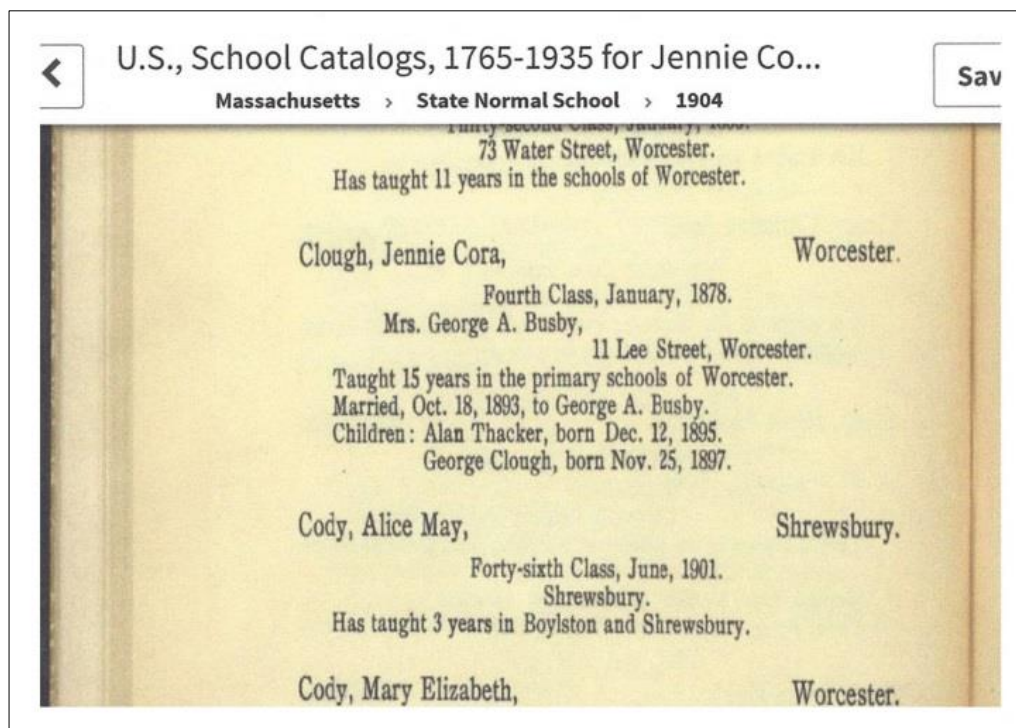 U.S., School Catalogs, 1765-1935 for Jennie Co...
Sav
Massachusetts > State Normal School > 1904
Thirty-second Class, January,
73 Water Street, Worcester.
Has taught 11 years in the schools of Worcester.
Clough, Jennie Cora, Worcester.
Fourth Class, January, 1878.
Mrs. George A. Busby,
11 Lee Street, Worcester.
Taught 15 years in the primary schools of Worcester.
Married, Oct. 18, 1893, to George A. Busby.
Children: Alan Thacker, born Dec. 12, 1895.
George Clough, born Nov. 25, 1897.
Cody, Alice May, Shrewsbury.
Forty-sixth Class, June, 1901.
Shrewsbury.
Has taught 3 years in Boylston and Shrewsbury.
Cody, Mary Elizabeth, Worcester.